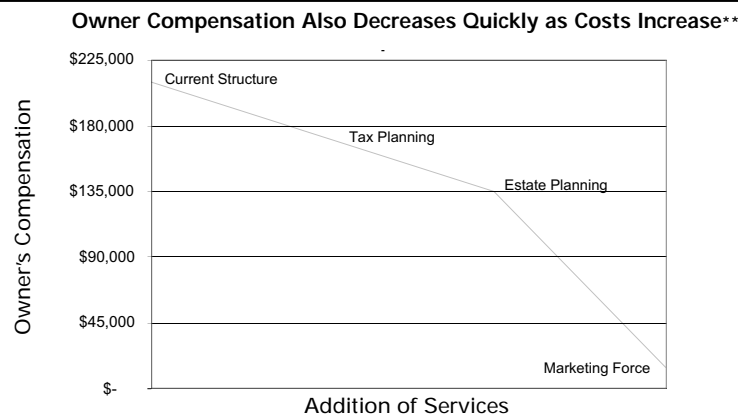 Owner Compensation Also Decreases Quickly as Costs Increase**
-
$225,000
Current Structure
$180,000
Tax Planning
$135,000
Estate Planning
$90,000
$45,000
Marketing Force
$-
Owner's Compensation
Addition of Services